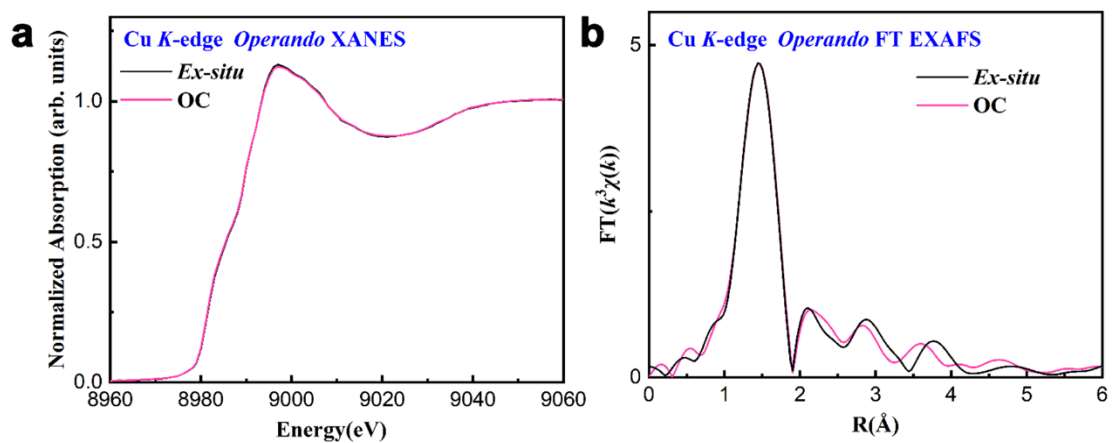 a
Cu K-edge Operando XANES
Ex-situ
OC
Normalized Absorption (arb. units)
1.0
0.5
0.0
8960 8980 9000 9020 9040 9060
Energy(eV)
b
Cu K-edge Operando FT EXAFS
Ex-situ
OC
FT(k³χ(k))
5
0
0 1 2 3 4 5 6
R(Å)